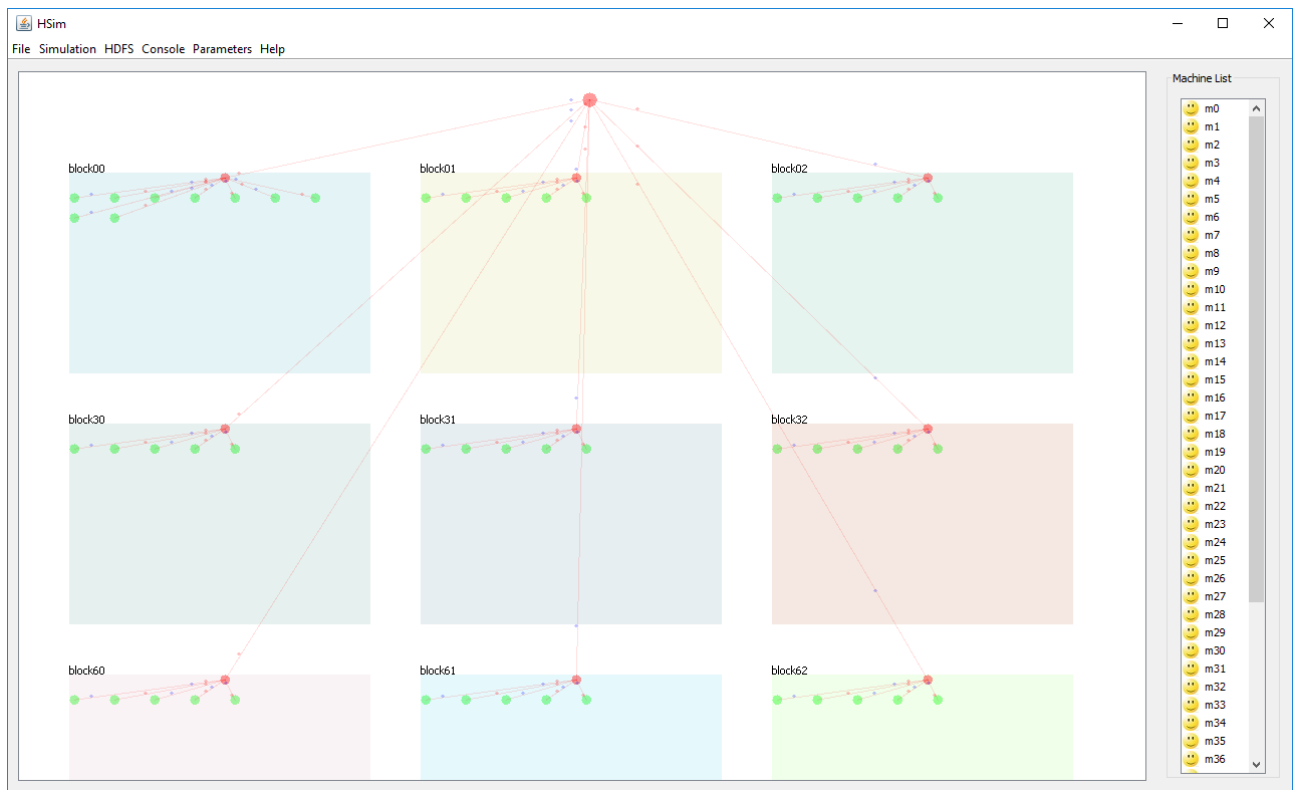 HSim
File Simulation HDFS Console Parameters Help
Machine List
block00
block01
block02
block30
block31
block32
block60
block61
block62
m0
m1
m2
m3
m4
m5
m6
m7
m8
m9
m10
m11
m12
m13
m14
m15
m16
m17
m18
m19
m20
m21
m22
m23
m24
m25
m26
m27
m28
m29
m30
m31
m32
m33
m34
m35
m36